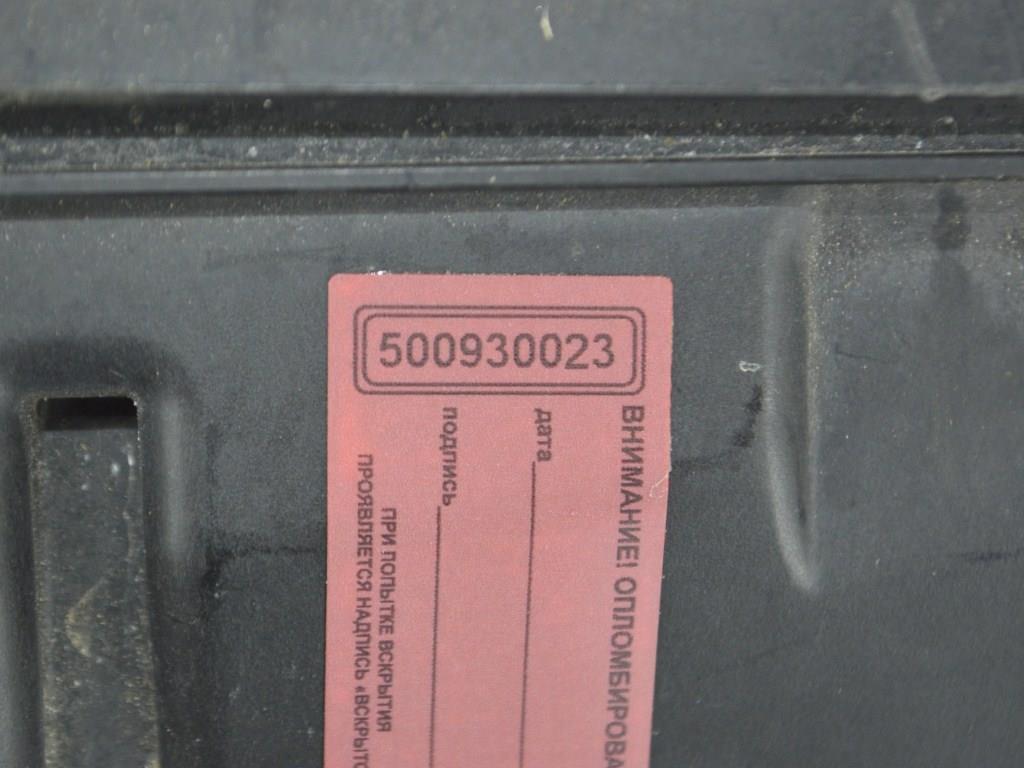 500930023
ВНИМАНИЕ! ОПЛОМБИРОВА
дата
подпись
ПРИ ПОПЫТКЕ ВСКРЫТИЯ
ПРОЯВЛЯЕТСЯ НАДПИСЬ «ВСКРЫТО